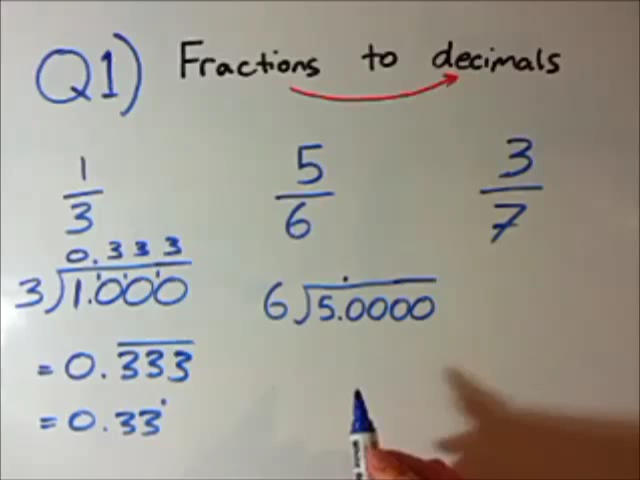 Q1) Fractions to decimals
1/3 5/6 3/7
0.333
3)1.000 6)5.0000
= 0.333
= 0.33̇